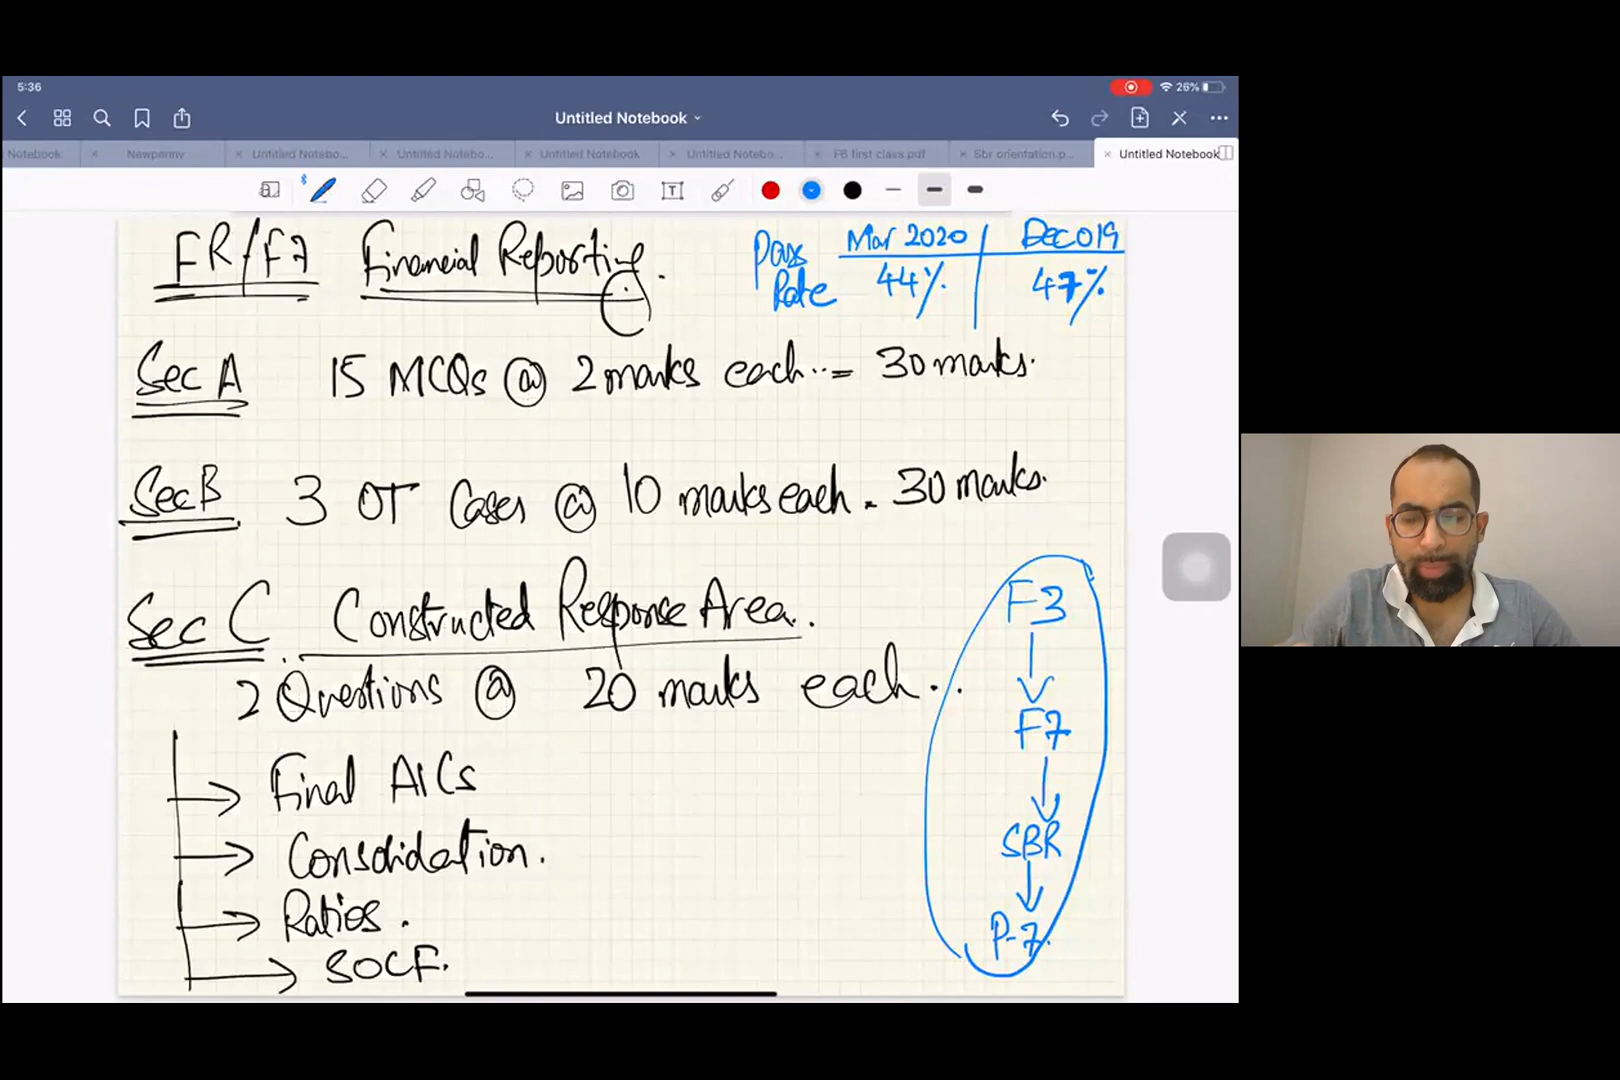 5:36
26%
Untitled Notebook
Notebook
Newpenny
Untitled Notebo...
Untitled Notebo...
Untitled Notebook
Untitled Notebo...
F6 first class.pdf
Sbr orientation.p...
Untitled Notebook
T
FR/F7 Financial Reporting.
Pass Rate
Mar 2020 Dec 019
44% 47%
Sec A 15 MCQs @ 2 marks each.. = 30 marks.
Sec B 3 OT Cases @ 10 marks each = 30 marks.
Sec C Constructed Response Area.
2 Questions @ 20 marks each...
Final A/Cs
Consolidation.
Ratios.
SOCF.
F3
F7
SBR
P-7.